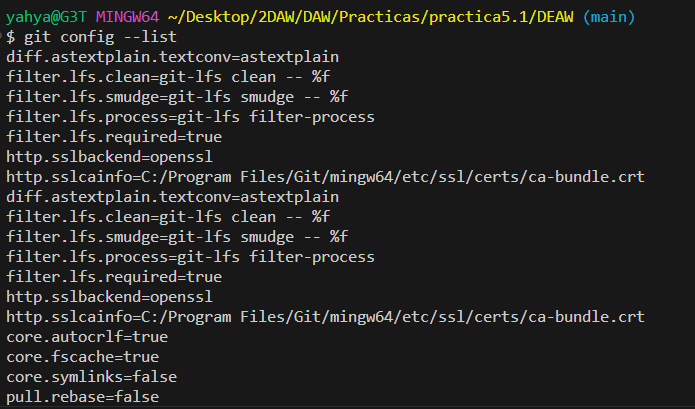 yahya@G3T MINGW64 ~/Desktop/2DAW/DAW/Practicas/practica5.1/DEAW (main)
$ git config --list
diff.astextplain.textconv=astextplain
filter.lfs.clean=git-lfs clean -- %f
filter.lfs.smudge=git-lfs smudge -- %f
filter.lfs.process=git-lfs filter-process
filter.lfs.required=true
http.sslbackend=openssl
http.sslcainfo=C:/Program Files/Git/mingw64/etc/ssl/certs/ca-bundle.crt
diff.astextplain.textconv=astextplain
filter.lfs.clean=git-lfs clean -- %f
filter.lfs.smudge=git-lfs smudge -- %f
filter.lfs.process=git-lfs filter-process
filter.lfs.required=true
http.sslbackend=openssl
http.sslcainfo=C:/Program Files/Git/mingw64/etc/ssl/certs/ca-bundle.crt
core.autocrlf=true
core.fscache=true
core.symlinks=false
pull.rebase=false